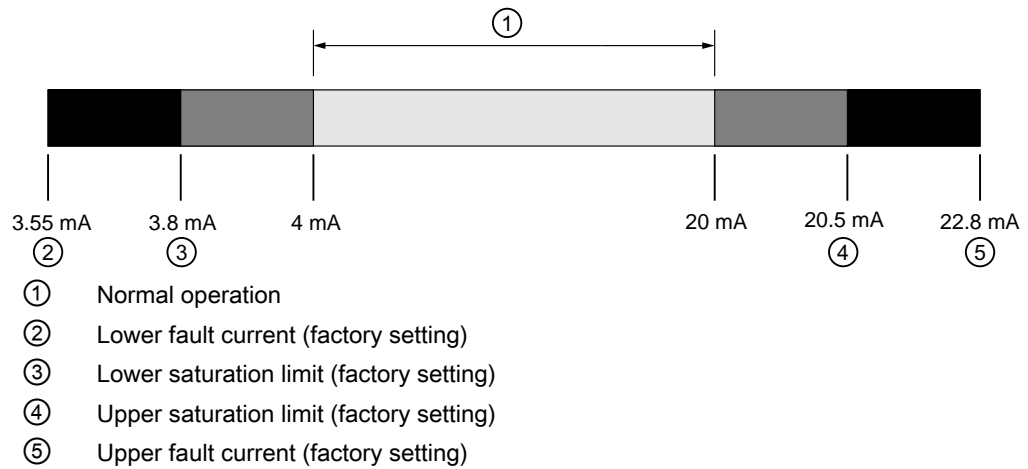 ①
3.55 mA 3.8 mA 4 mA 20 mA 20.5 mA 22.8 mA
② ③ ④ ⑤
① Normal operation
② Lower fault current (factory setting)
③ Lower saturation limit (factory setting)
④ Upper saturation limit (factory setting)
⑤ Upper fault current (factory setting)